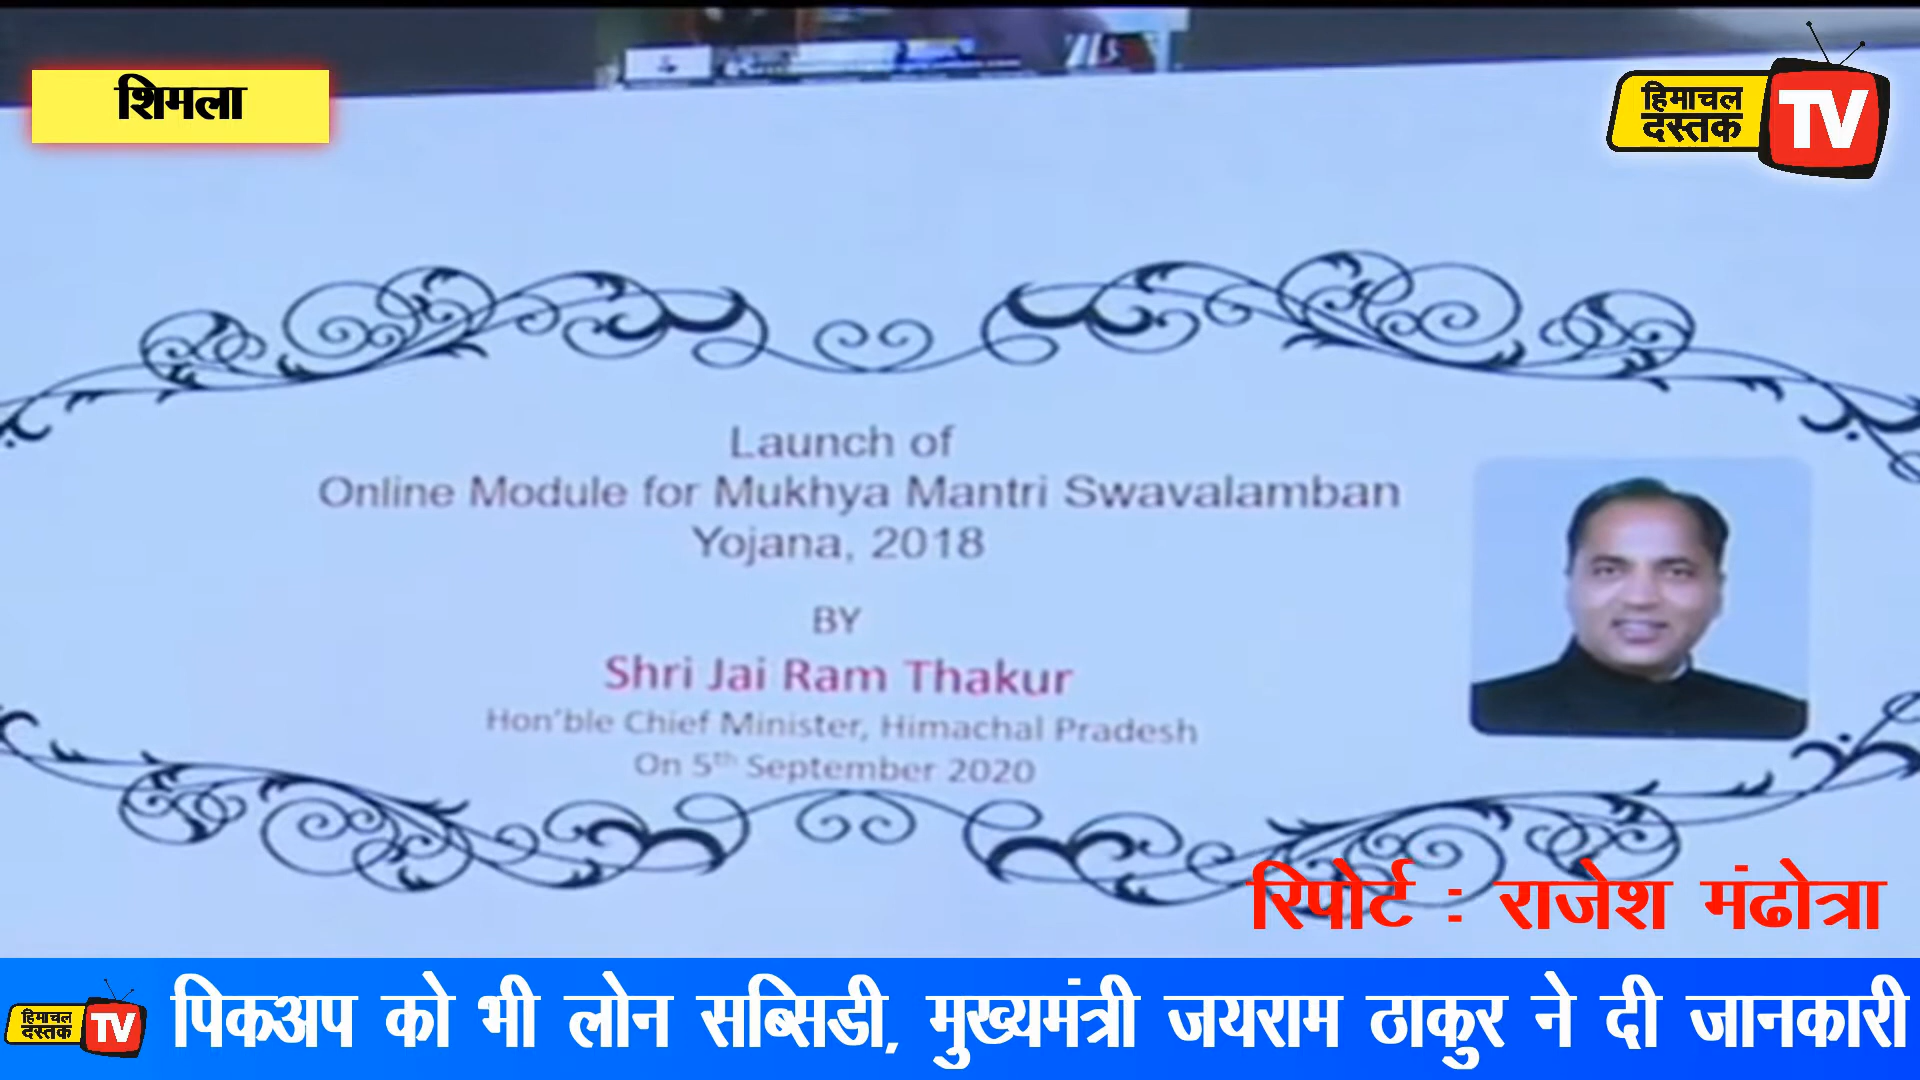 शिमला
हिमाचल
दस्तक
TV
Launch of
Online Module for Mukhya Mantri Swavalamban
Yojana, 2018
BY
Shri Jai Ram Thakur
Hon'ble Chief Minister, Himachal Pradesh
On 5th September 2020
रिपोर्ट : राजेश मंढोत्रा
हिमाचल
दस्तक
TV
पिकअप को भी लोन सब्सिडी, मुख्यमंत्री जयराम ठाकुर ने दी जानकारी